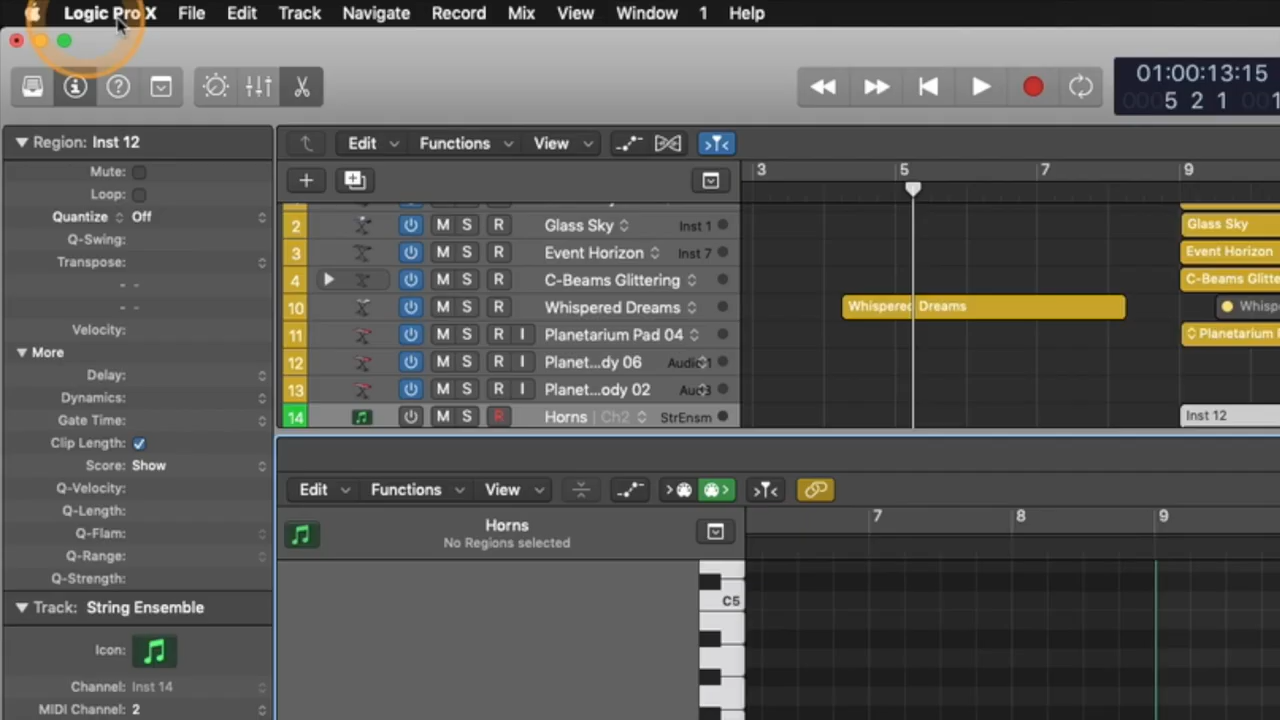 Logic Pro X File Edit Track Navigate Record Mix View Window 1 Help
01:00:13:15
0005 2 1 001
Region: Inst 12
Mute:
Loop:
Quantize Off
Q-Swing:
Transpose:
- -
- -
Velocity:
More
Delay:
Dynamics:
Gate Time:
Clip Length:
Score: Show
Q-Velocity:
Q-Length:
Q-Flam:
Q-Range:
Q-Strength:
Track: String Ensemble
Icon:
Channel: Inst 14
MIDI Channel: 2
Edit Functions View
3 5 7 9
2 M S R Glass Sky Inst 1 Glass Sky
3 M S R Event Horizon Inst 7 Event Horizon
4 M S R C-Beams Glittering C-Beams Glitte
10 M S R Whispered Dreams Whispered Dreams Whisp
11 M S R I Planetarium Pad 04 Planetarium
12 M S R I Planet...dy 06
13 M S R I Planet...ody 02
14 M S R Horns | Ch2 StrEnsm Inst 12
Edit Functions View
7 8 9
Horns
No Regions selected
C5